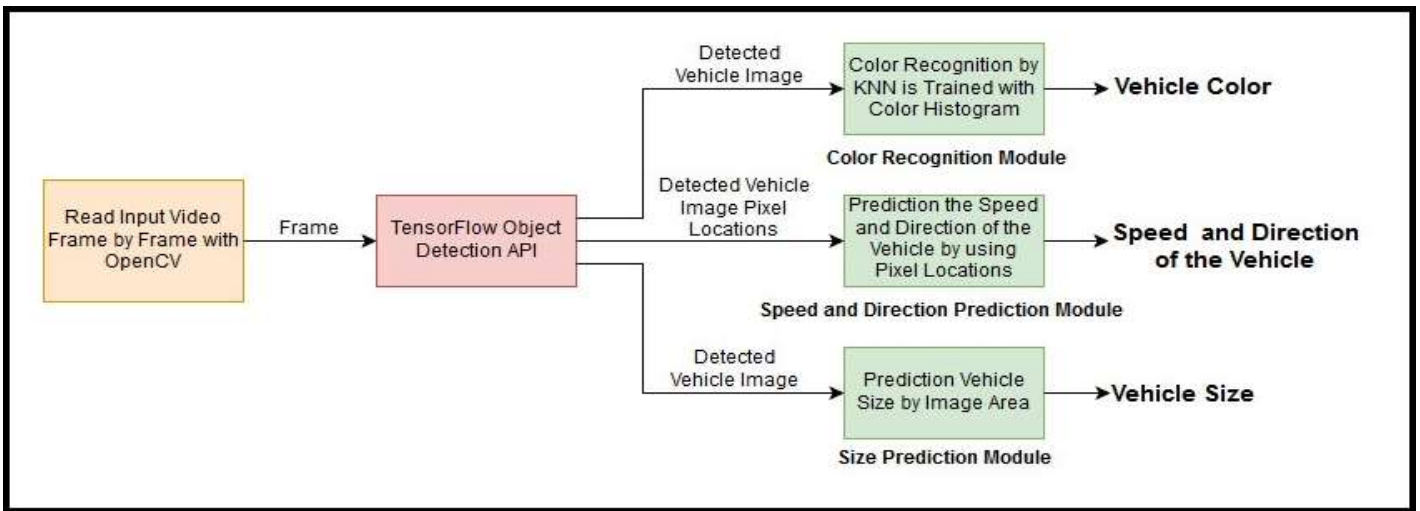 Read Input Video
Frame by Frame with
OpenCV
Frame
TensorFlow Object
Detection API
Detected
Vehicle Image
Color Recognition by
KNN is Trained with
Color Histogram
Vehicle Color
Color Recognition Module
Detected Vehicle
Image Pixel
Locations
Prediction the Speed
and Direction of the
Vehicle by using
Pixel Locations
Speed and Direction
of the Vehicle
Speed and Direction Prediction Module
Detected
Vehicle Image
Prediction Vehicle
Size by Image Area
Vehicle Size
Size Prediction Module